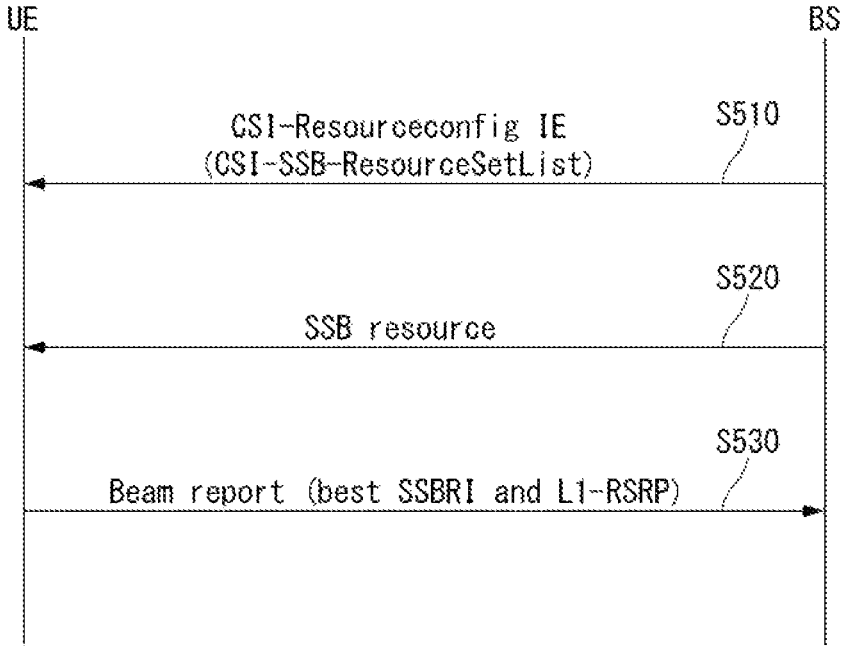 UE
BS
S510
CSI-Resourceconfig IE
(CSI-SSB-ResourceSetList)
S520
SSB resource
S530
Beam report (best SSBRI and L1-RSRP)